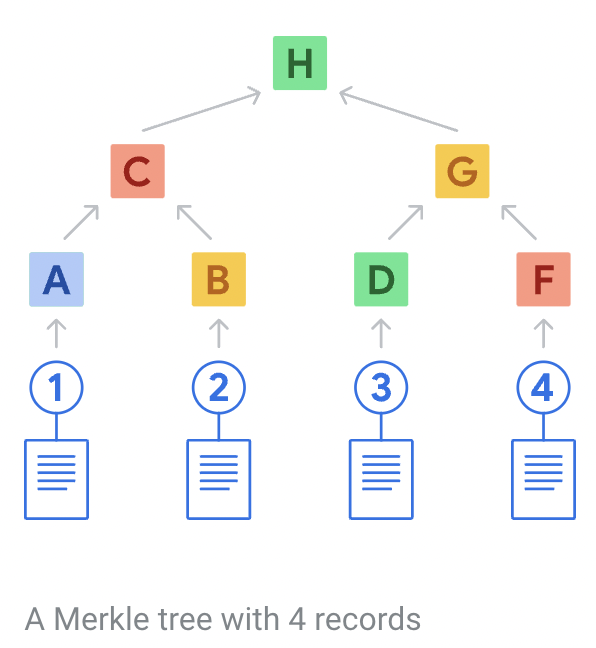 H
C G
A B D F
1 2 3 4
A Merkle tree with 4 records